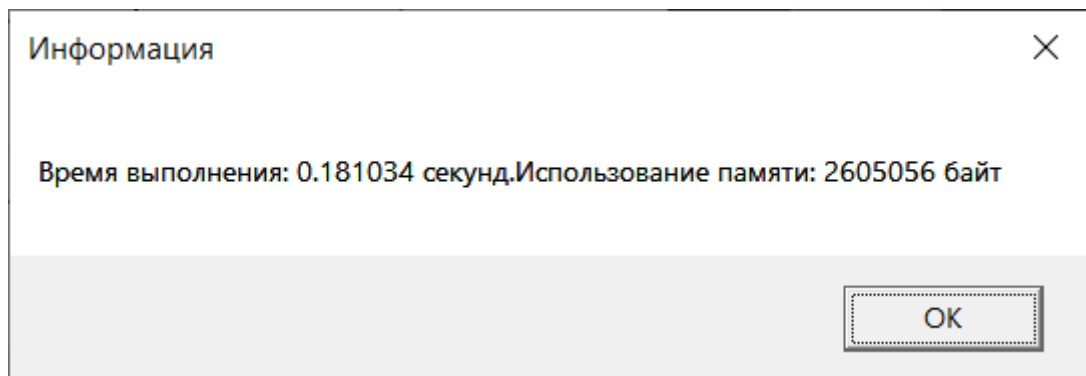 Информация
Время выполнения: 0.181034 секунд.Использование памяти: 2605056 байт
OK